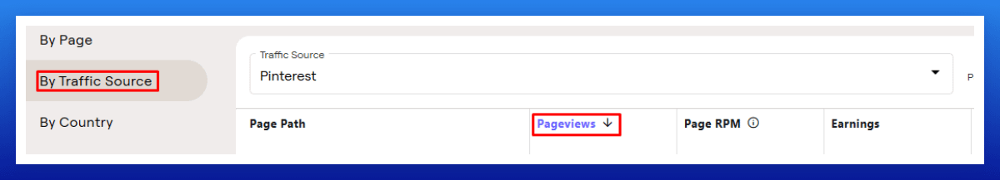 By Page
By Traffic Source
By Country
Traffic Source
Pinterest
P
Page Path
Pageviews ↓
Page RPM
Earnings